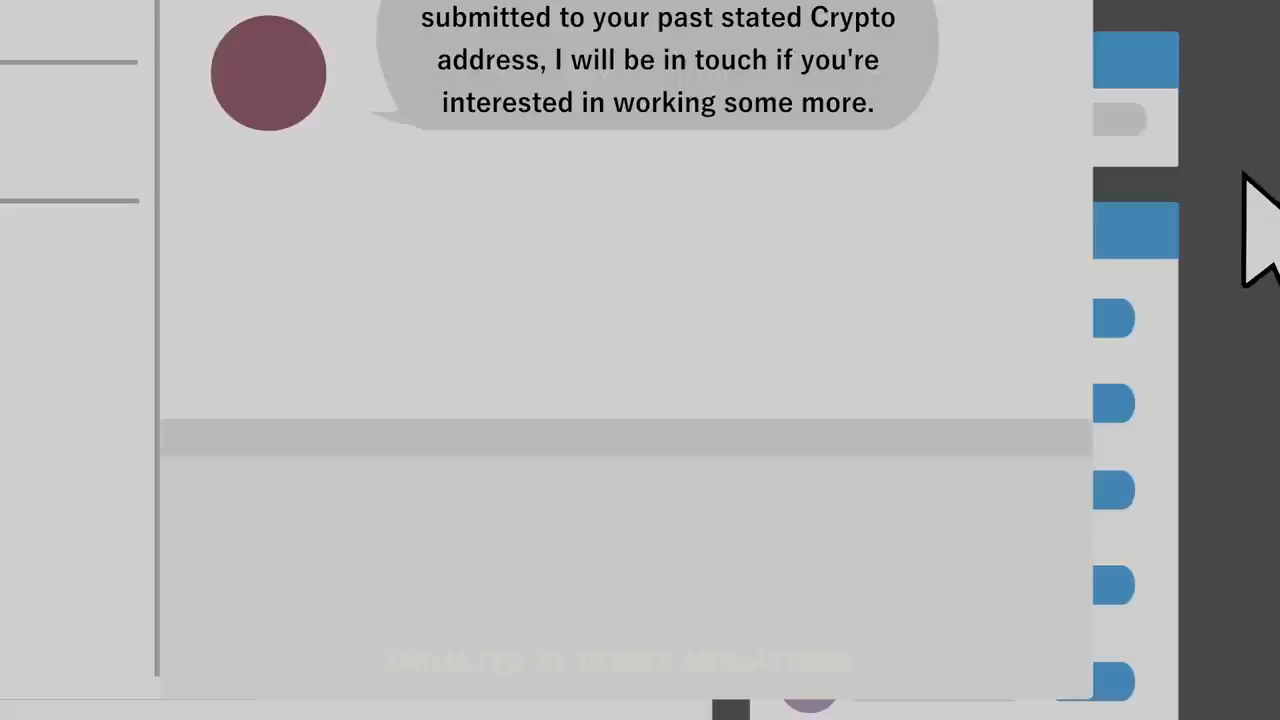 submitted to your past stated Crypto
address, I will be in touch if you're
interested in working some more.